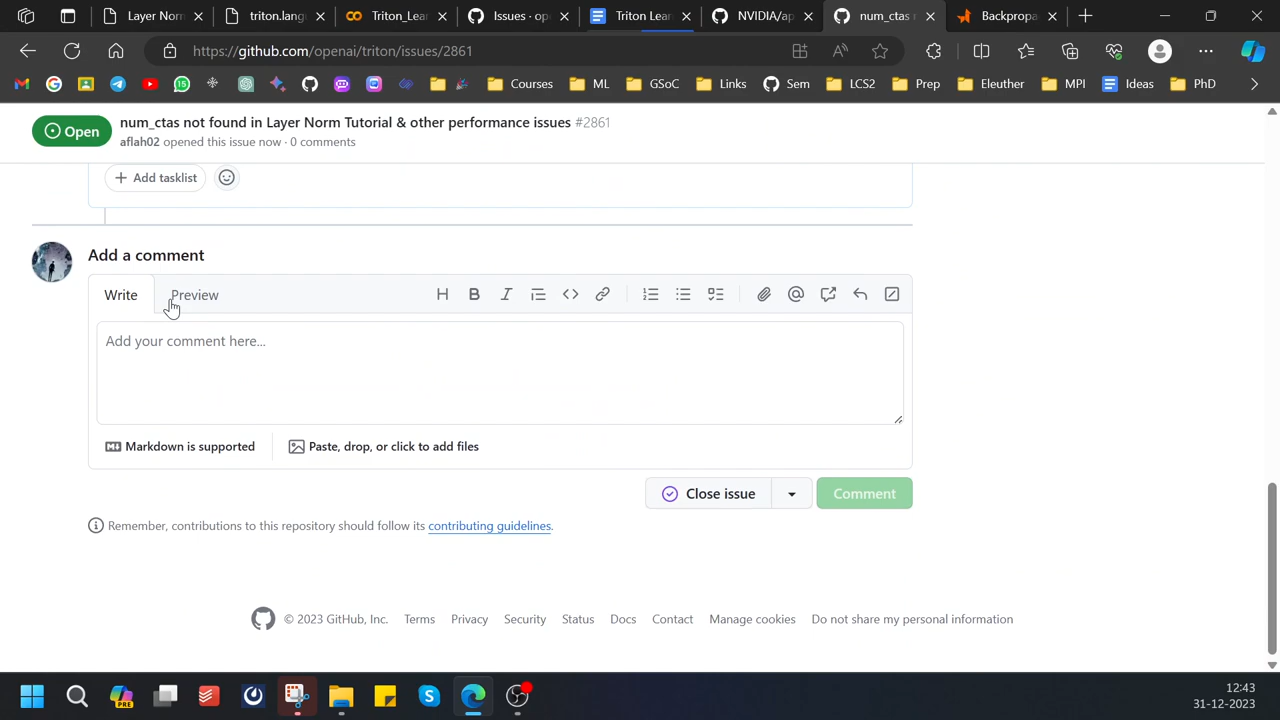 Layer Norm
triton.lang
Triton_Lea
Issues · op
Triton Lear
NVIDIA/ap
num_ctas n
Backpropa
https://github.com/openai/triton/issues/2861
Courses
ML
GSoC
Links
Sem
LCS2
Prep
Eleuther
MPI
Ideas
PhD
Open
num_ctas not found in Layer Norm Tutorial & other performance issues #2861
aflah02 opened this issue now · 0 comments
Add tasklist
Add a comment
Write
Preview
Add your comment here...
Markdown is supported
Paste, drop, or click to add files
Close issue
Comment
Remember, contributions to this repository should follow its contributing guidelines.
© 2023 GitHub, Inc.
Terms
Privacy
Security
Status
Docs
Contact
Manage cookies
Do not share my personal information
PRE
12:43
31-12-2023